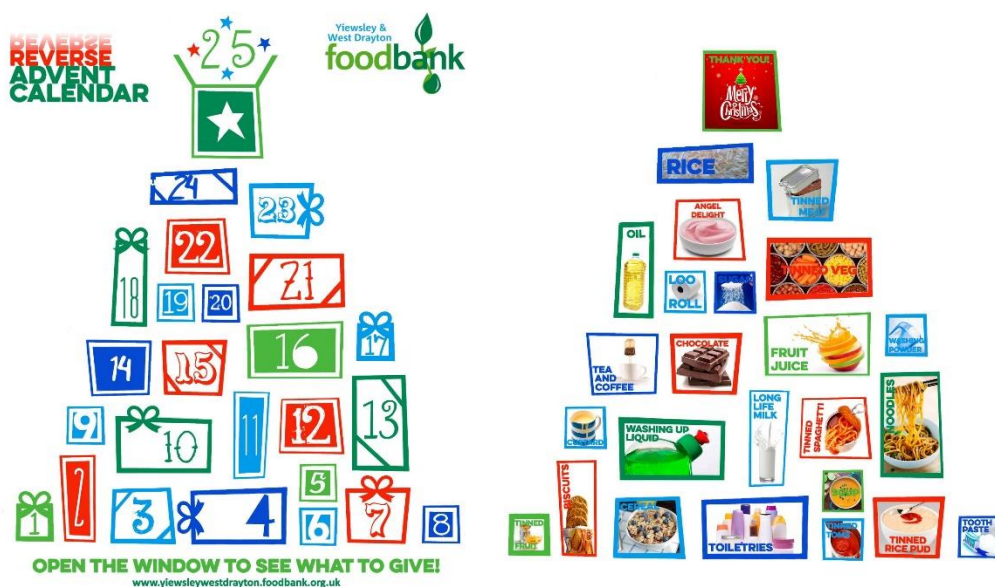 REVERSE
REVERSE
ADVENT
CALENDAR
25
Yiewsley &
West Drayton
foodbank
24
23
22
21
18
19
20
16
17
14
15
13
9
10
11
12
2
5
1
3
4
6
7
8
OPEN THE WINDOW TO SEE WHAT TO GIVE!
www.yiewsleywestdrayton.foodbank.org.uk
THANK YOU!
Merry
Christmas
RICE
TINNED
MEAT
ANGEL
DELIGHT
OIL
TINNED VEG
LOO
ROLL
TEA
AND
COFFEE
CHOCOLATE
FRUIT
JUICE
WASHING
POWDER
CUSTARD
WASHING UP
LIQUID
LONG
LIFE
MILK
TINNED
SPAGHETTI
NOODLES
BISCUITS
TINNED
FRUIT
CEREAL
TOILETRIES
TINNED
TOMS
TINNED
RICE PUD
TOOTH
PASTE